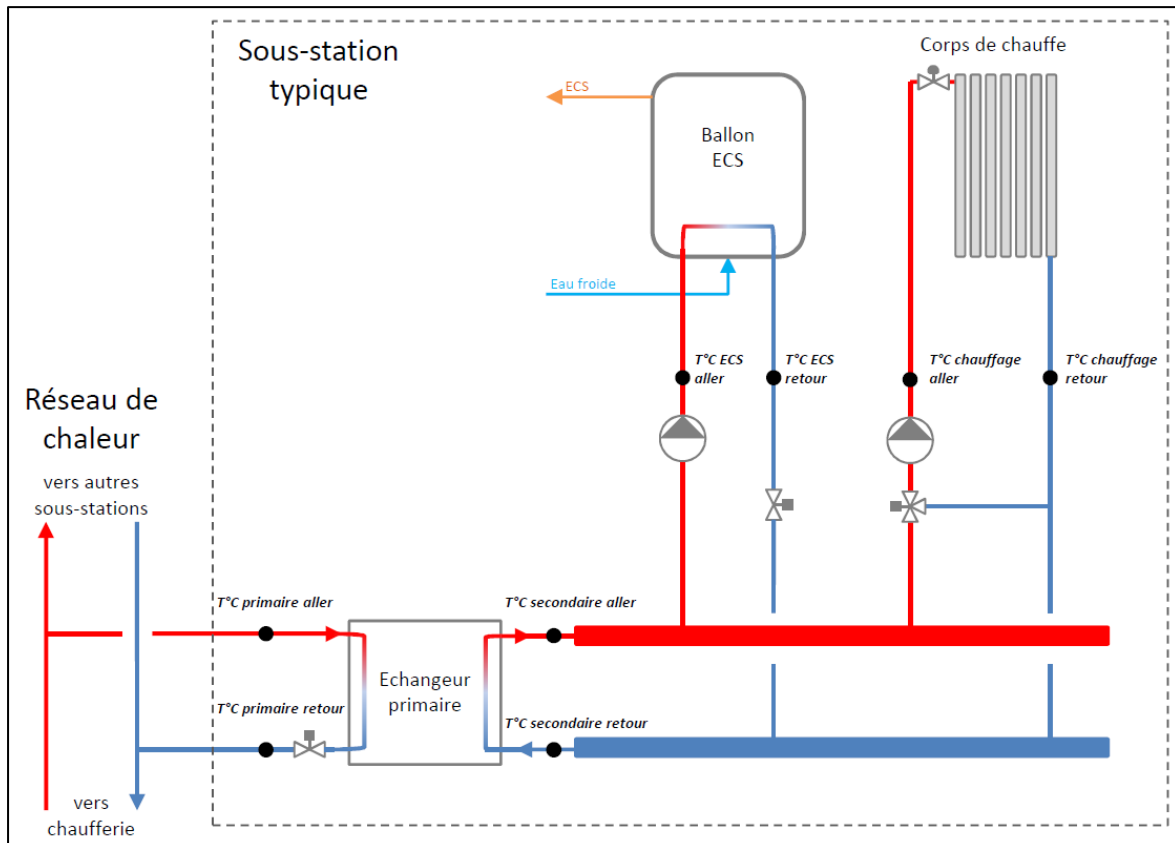 Sous-station
typique
Corps de chauffe
ECS
Ballon
ECS
Eau froide
T°C ECS
aller
T°C ECS
retour
T°C chauffage
aller
T°C chauffage
retour
Réseau de
chaleur
vers autres
sous-stations
T°C primaire aller
T°C secondaire aller
Echangeur
primaire
T°C primaire retour
T°C secondaire retour
vers
chaufferie